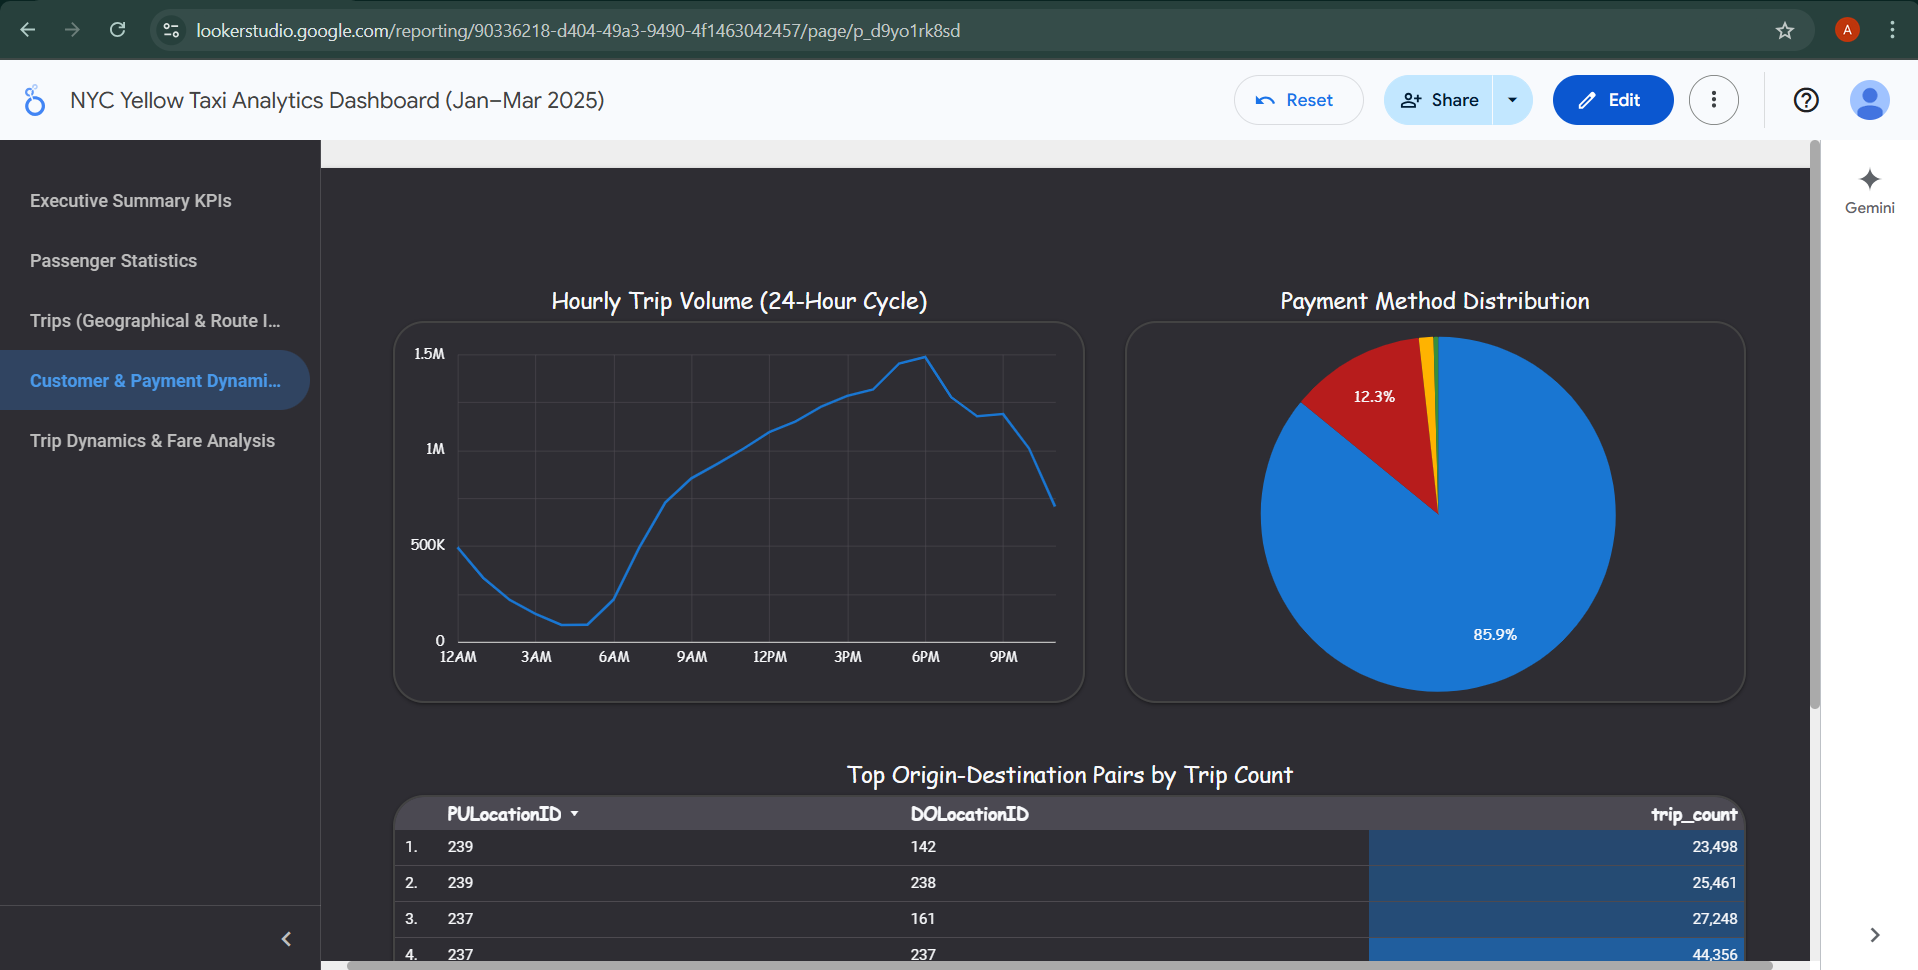 lookerstudio.google.com/reporting/90336218-d404-49a3-9490-4f1463042457/page/p_d9yo1rk8sd
A
NYC Yellow Taxi Analytics Dashboard (Jan–Mar 2025)
Reset
Share
Edit
Gemini
Executive Summary KPIs
Passenger Statistics
Trips (Geographical & Route I...
Customer & Payment Dynami...
Trip Dynamics & Fare Analysis
Hourly Trip Volume (24-Hour Cycle)
1.5M
1M
500K
0
12AM 3AM 6AM 9AM 12PM 3PM 6PM 9PM
Payment Method Distribution
12.3%
85.9%
Top Origin-Destination Pairs by Trip Count
PULocationID DOLocationID trip_count
1. 239 142 23,498
2. 239 238 25,461
3. 237 161 27,248
4. 237 237 44,356